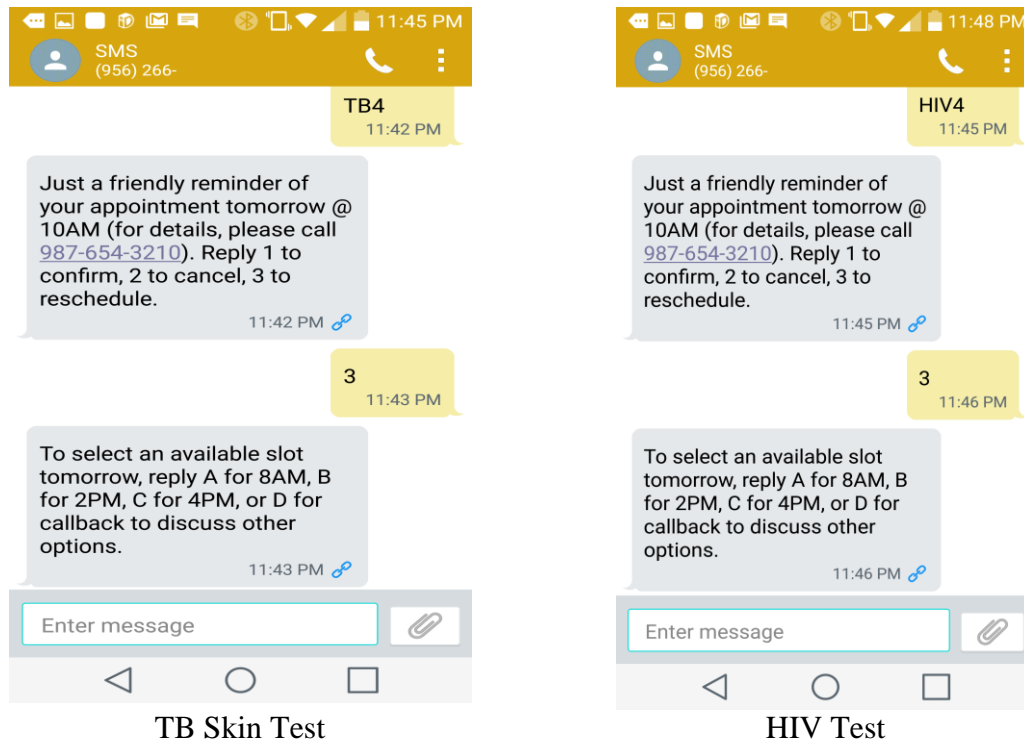 11:45 PM
SMS
(956) 266-
TB4
11:42 PM
Just a friendly reminder of
your appointment tomorrow @
10AM (for details, please call
987-654-3210). Reply 1 to
confirm, 2 to cancel, 3 to
reschedule.
11:42 PM
3
11:43 PM
To select an available slot
tomorrow, reply A for 8AM, B
for 2PM, C for 4PM, or D for
callback to discuss other
options.
11:43 PM
Enter message
TB Skin Test
11:48 PM
SMS
(956) 266-
HIV4
11:45 PM
Just a friendly reminder of
your appointment tomorrow @
10AM (for details, please call
987-654-3210). Reply 1 to
confirm, 2 to cancel, 3 to
reschedule.
11:45 PM
3
11:46 PM
To select an available slot
tomorrow, reply A for 8AM, B
for 2PM, C for 4PM, or D for
callback to discuss other
options.
11:46 PM
Enter message
HIV Test